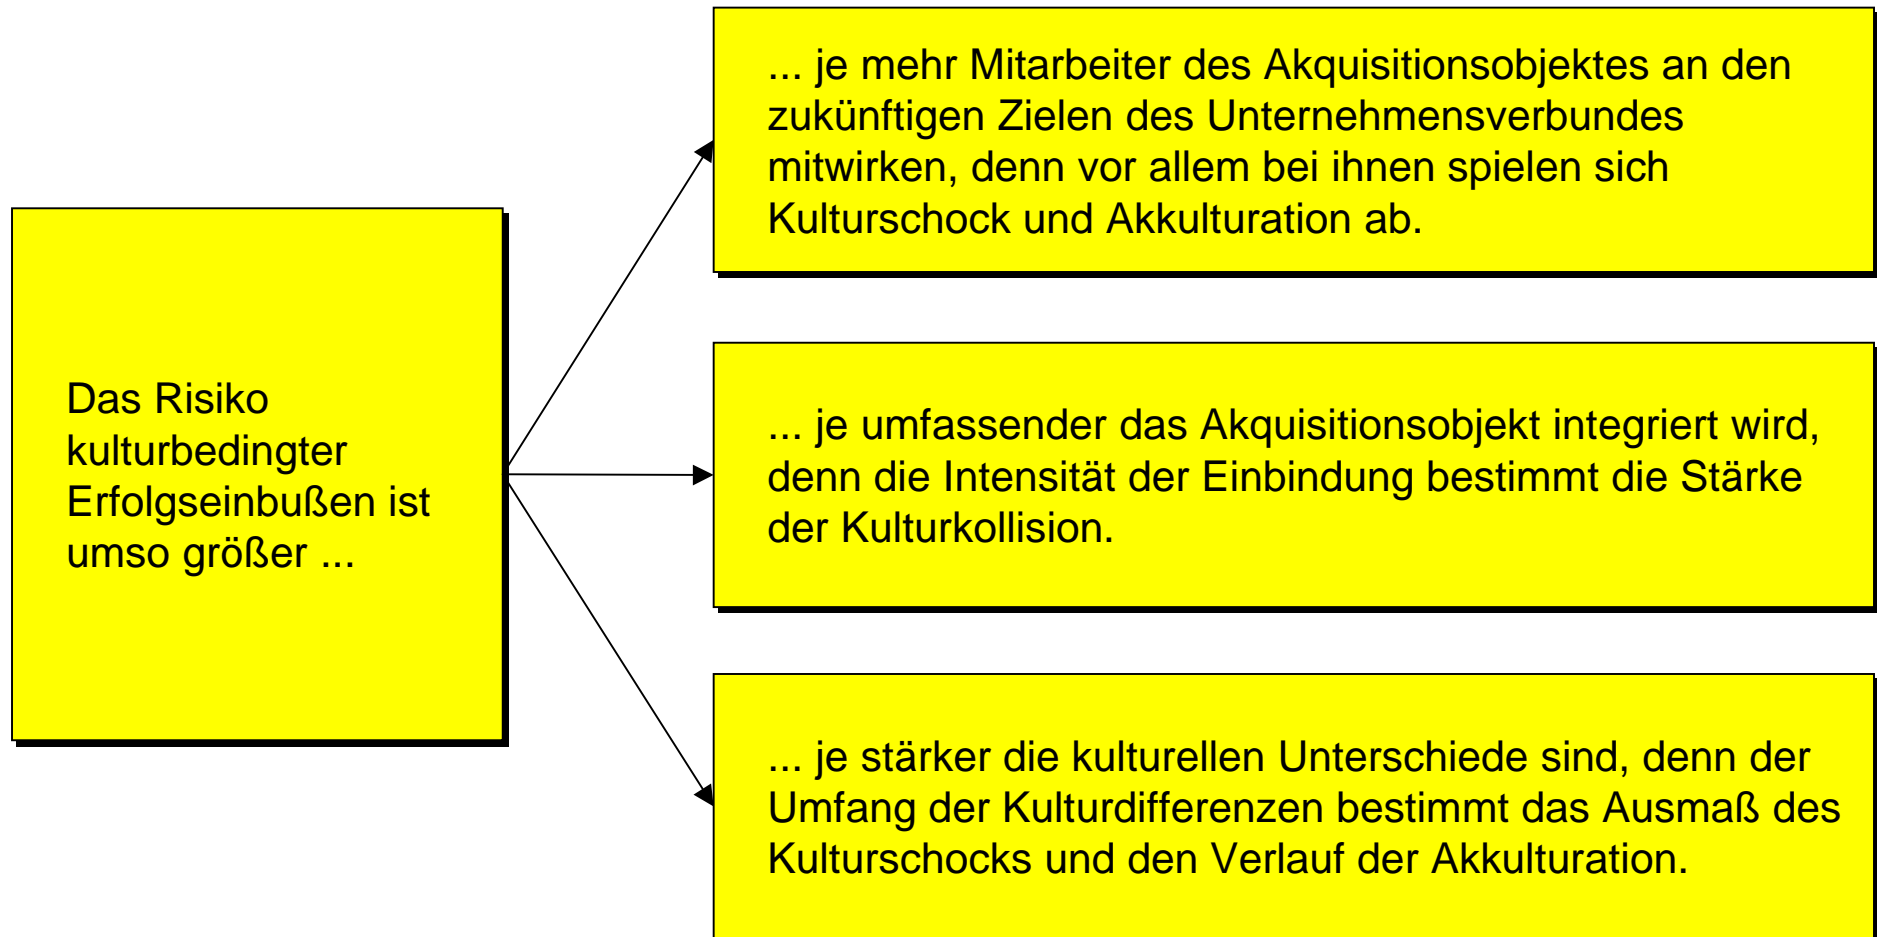 Das Risiko
kulturbedingter
Erfolgseinbußen ist
umso größer ...
... je mehr Mitarbeiter des Akquisitionsobjektes an den
zukünftigen Zielen des Unternehmensverbundes
mitwirken, denn vor allem bei ihnen spielen sich
Kulturschock und Akkulturation ab.
... je umfassender das Akquisitionsobjekt integriert wird,
denn die Intensität der Einbindung bestimmt die Stärke
der Kulturkollision.
... je stärker die kulturellen Unterschiede sind, denn der
Umfang der Kulturdifferenzen bestimmt das Ausmaß des
Kulturschocks und den Verlauf der Akkulturation.